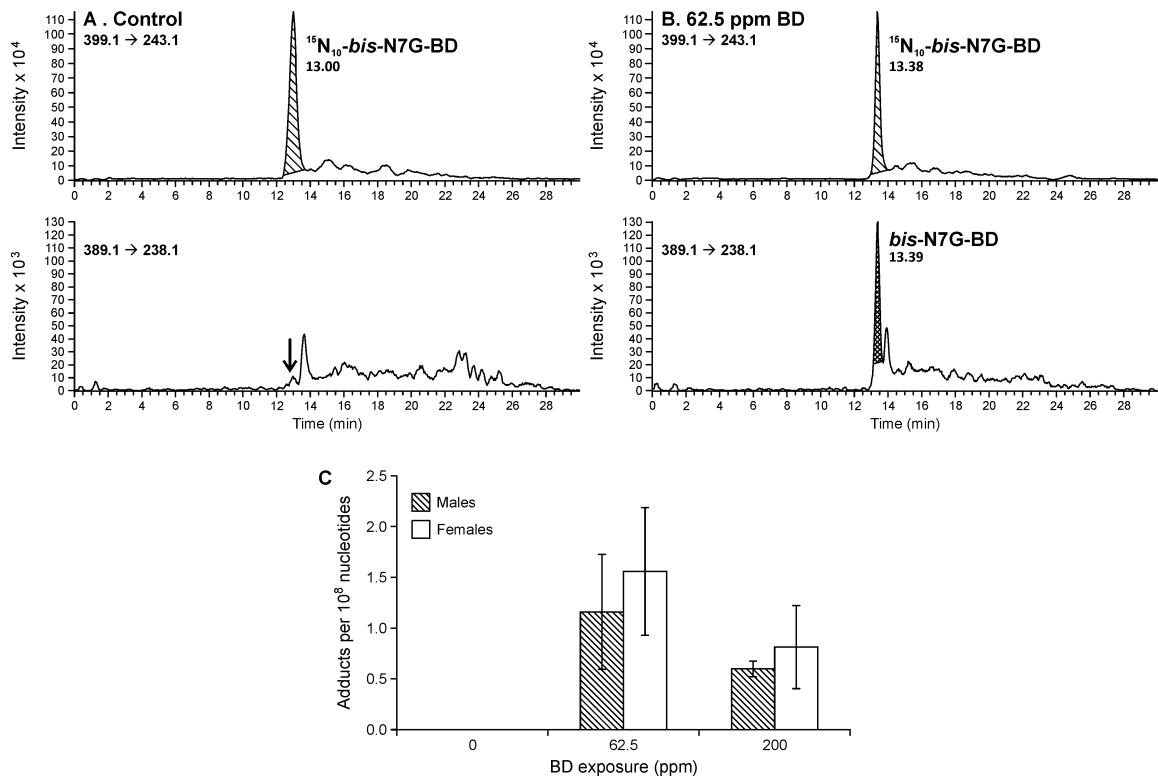 A . Control
399.1 → 243.1
¹⁵N₁₀-bis-N7G-BD
13.00
Intensity x 10⁴
110
100
90
80
70
60
50
40
30
20
10
0
0 2 4 6 8 10 12 14 16 18 20 22 24 26 28
389.1 → 238.1
Intensity x 10³
130
120
110
100
90
80
70
60
50
40
30
20
10
0
0 2 4 6 8 10 12 14 16 18 20 22 24 26 28
Time (min)
B. 62.5 ppm BD
399.1 → 243.1
¹⁵N₁₀-bis-N7G-BD
13.38
Intensity x 10⁴
110
100
90
80
70
60
50
40
30
20
10
0
0 2 4 6 8 10 12 14 16 18 20 22 24 26 28
389.1 → 238.1
bis-N7G-BD
13.39
Intensity x 10³
130
120
110
100
90
80
70
60
50
40
30
20
10
0
0 2 4 6 8 10 12 14 16 18 20 22 24 26 28
Time (min)
C
Males
Females
Adducts per 10⁸ nucleotides
2.5
2.0
1.5
1.0
0.5
0.0
0 62.5 200
BD exposure (ppm)